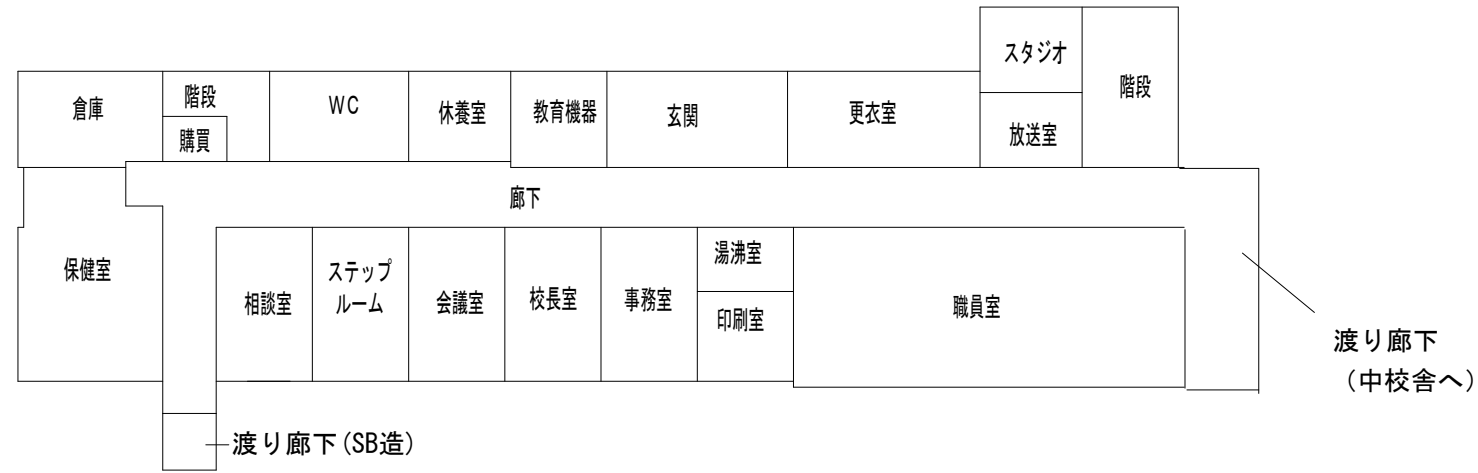 スタジオ
階段
倉庫
階段
WC
休養室
教育機器
玄関
更衣室
放送室
購買
廊下
保健室
相談室
ステップ
ルーム
会議室
校長室
事務室
湯沸室
印刷室
職員室
渡り廊下
(中校舎へ)
渡り廊下(SB造)